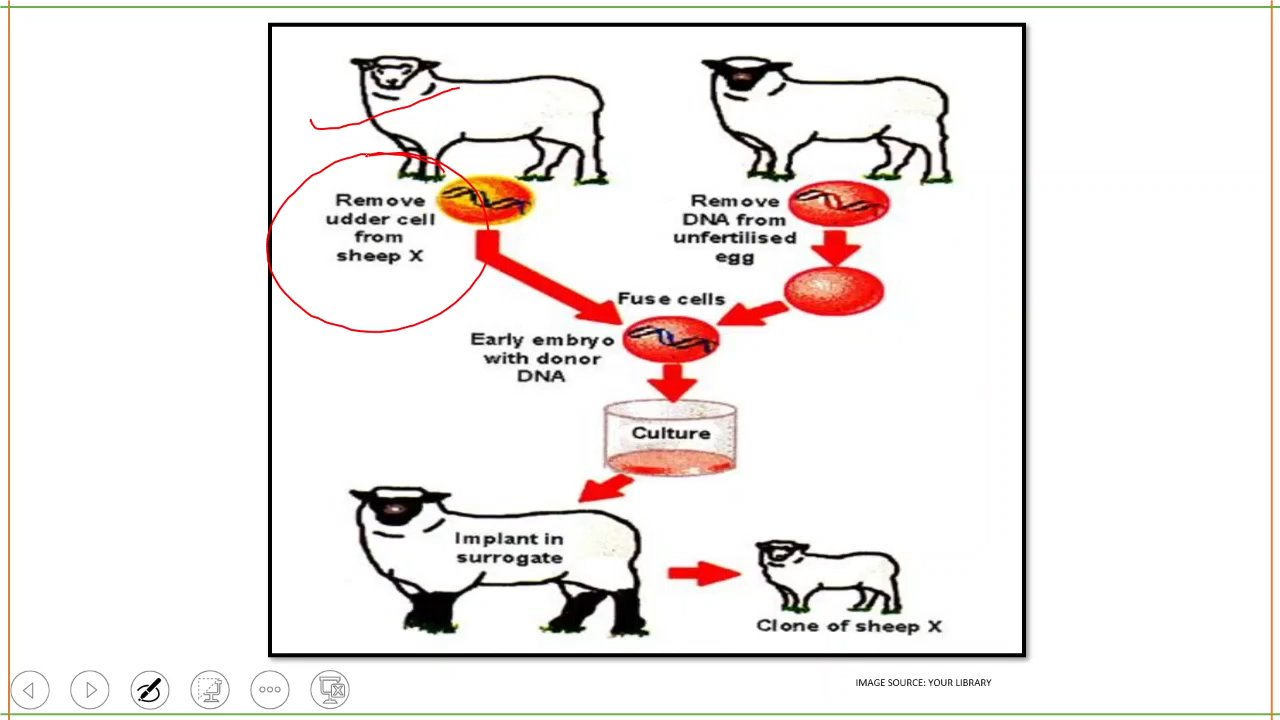 Remove
udder cell
from
sheep X
Remove
DNA from
unfertilised
egg
Fuse cells
Early embryo
with donor
DNA
Culture
Implant in
surrogate
Clone of sheep X
IMAGE SOURCE: YOUR LIBRARY